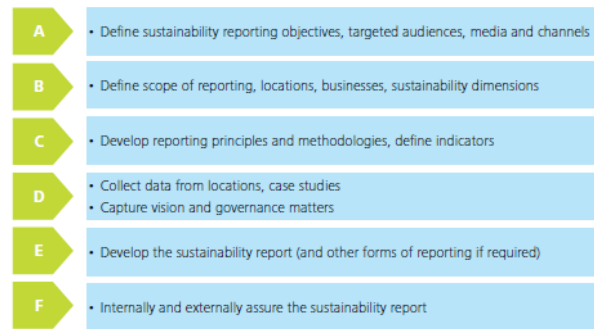 A
• Define sustainability reporting objectives, targeted audiences, media and channels
B
• Define scope of reporting, locations, businesses, sustainability dimensions
C
• Develop reporting principles and methodologies, define indicators
D
• Collect data from locations, case studies
• Capture vision and governance matters
E
• Develop the sustainability report (and other forms of reporting if required)
F
• Internally and externally assure the sustainability report